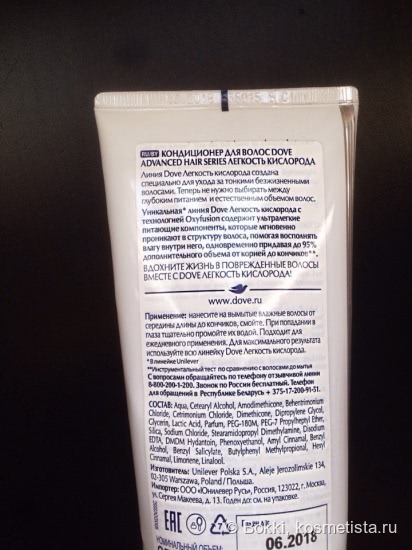 RU/BY КОНДИЦИОНЕР ДЛЯ ВОЛОС DOVE
ADVANCED HAIR SERIES ЛЕГКОСТЬ КИСЛОРОДА
Линия Dove Легкость кислорода создана
специально для ухода за тонкими безжизненными
волосами. Теперь не нужно выбирать между
глубоким питанием и естественным объемом волос.
Уникальная* линия Dove Легкость кислорода с
технологией Oxyfusion содержит ультралегкие
питающие компоненты, которые мгновенно
проникают в структуру волоса, помогая восполнять
влагу внутри него, одновременно придавая до 95%
дополнительного объема от корней до кончиков**.
ВДОХНИТЕ ЖИЗНЬ В ПОВРЕЖДЕННЫЕ ВОЛОСЫ
ВМЕСТЕ С DOVE ЛЕГКОСТЬ КИСЛОРОДА!
www.dove.ru
Применение: нанесите на вымытые влажные волосы от
середины длины до кончиков, смойте. При попадании в
глаза тщательно промойте их водой. Подходит для
ежедневного применения. Для максимального результата
используйте всю линейку Dove Легкость кислорода.
* В линейке Unilever
**Инструментальный тест по сравнению с волосами до мытья
С вопросами обращайтесь по телефону отзывчивой линии
8-800-200-1-200. Звонок по России бесплатный. Телефон
для обращений в Республике Беларусь + 375-17-200-91-51.
СОСТАВ: Aqua, Cetearyl Alcohol, Amodimethicone, Behentrimonium
Chloride, Cetrimonium Chloride, Dimethicone, Dipropylene Glycol,
Glycerin, Lactic Acid, Parfum, PEG-180M, PEG-7 Propylheptyl Ether,
Silica, Sodium Chloride, Stearamidopropyl Dimethylamine, Disodium
EDTA, DMDM Hydantoin, Phenoxyethanol, Amyl Cinnamal, Benzyl
Alcohol, Benzyl Salicylate, Butylphenyl Methylpropional, Hexyl
Cinnamal, Limonene, Linalool.
Изготовитель: Unilever Polska S.A., Aleje Jerozolimskie 134,
02-305 Warszawa, Poland/ Польша.
Импортер: ООО «Юнилевер Русь», Россия, 123022, г. Москва,
ул. Сергея Макеева, д. 13. Годен до: см. на упаковке.
EAC
Годен до:
06.2018
НОМИНАЛЬНЫЙ ОБЪЕМ:
© Bokki, kosmetista.ru